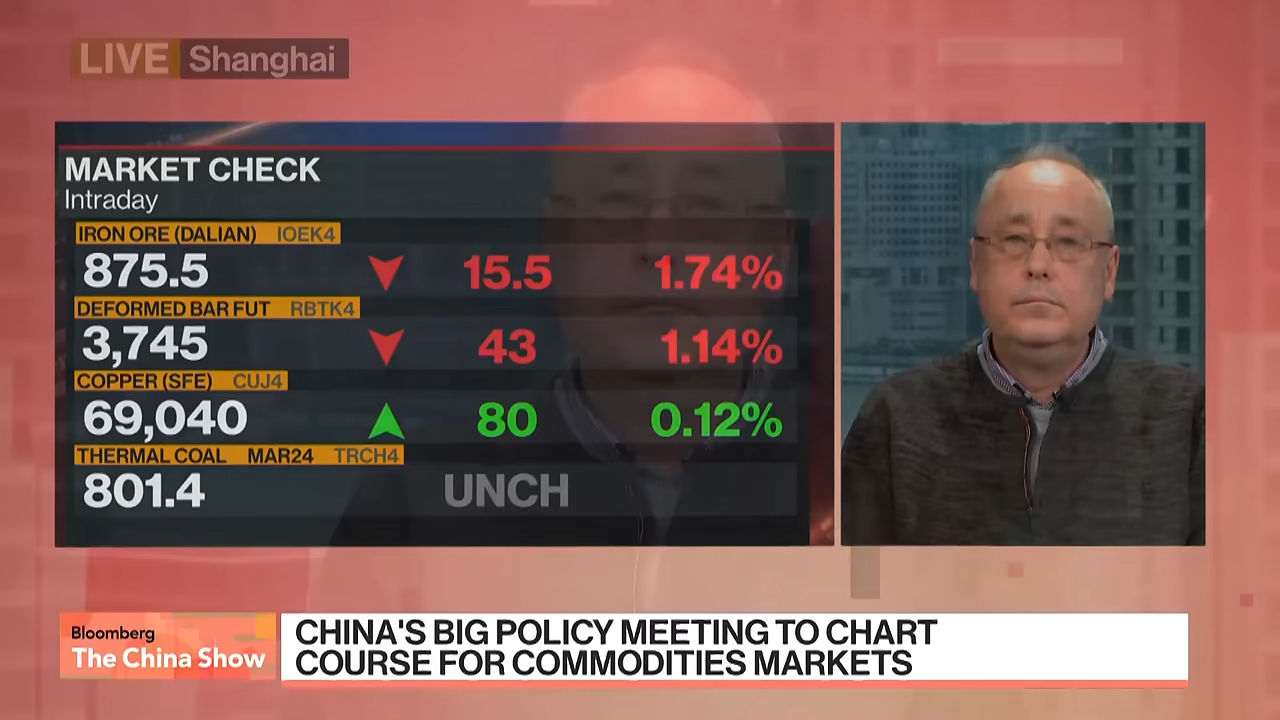 LIVE Shanghai
MARKET CHECK
Intraday
IRON ORE (DALIAN) IOEK4
875.5 15.5 1.74%
DEFORMED BAR FUT RBTK4
3,745 43 1.14%
COPPER (SFE) CUJ4
69,040 80 0.12%
THERMAL COAL MAR24 TRCH4
801.4 UNCH
Bloomberg
The China Show
CHINA'S BIG POLICY MEETING TO CHART
COURSE FOR COMMODITIES MARKETS